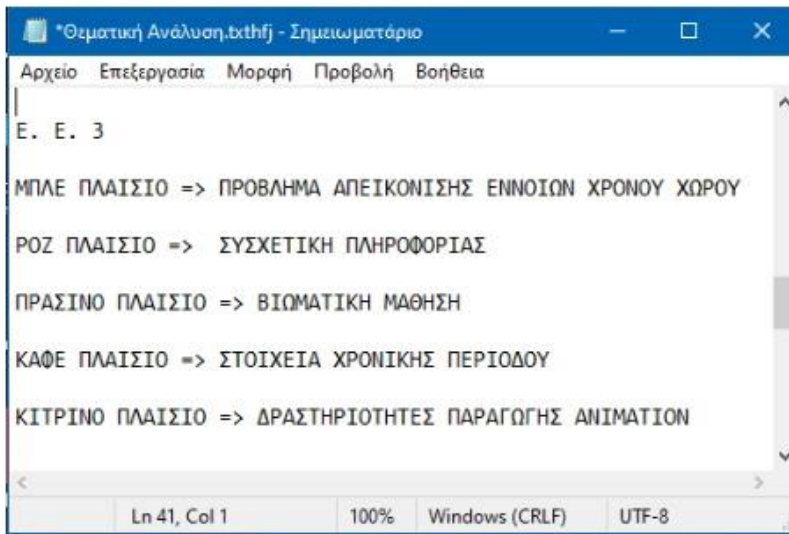 *Θεματική Ανάλυση.txthfj - Σημειωματάριο
Αρχείο Επεξεργασία Μορφή Προβολή Βοήθεια
Ε. Ε. 3
ΜΠΛΕ ΠΛΑΙΣΙΟ => ΠΡΟΒΛΗΜΑ ΑΠΕΙΚΟΝΙΣΗΣ ΕΝΝΟΙΩΝ ΧΡΟΝΟΥ ΧΩΡΟΥ
ΡΟΖ ΠΛΑΙΣΙΟ => ΣΥΣΧΕΤΙΚΗ ΠΛΗΡΟΦΟΡΙΑΣ
ΠΡΑΣΙΝΟ ΠΛΑΙΣΙΟ => ΒΙΩΜΑΤΙΚΗ ΜΑΘΗΣΗ
ΚΑΦΕ ΠΛΑΙΣΙΟ => ΣΤΟΙΧΕΙΑ ΧΡΟΝΙΚΗΣ ΠΕΡΙΟΔΟΥ
ΚΙΤΡΙΝΟ ΠΛΑΙΣΙΟ => ΔΡΑΣΤΗΡΙΟΤΗΤΕΣ ΠΑΡΑΓΩΓΗΣ ANIMATION
Ln 41, Col 1 100% Windows (CRLF) UTF-8